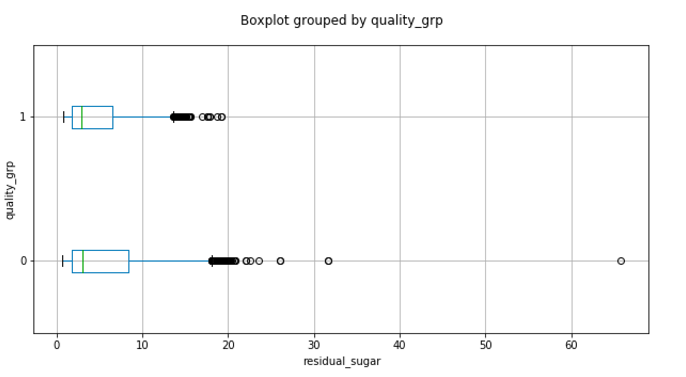 Boxplot grouped by quality_grp
quality_grp
1
0
0 10 20 30 40 50 60
residual_sugar